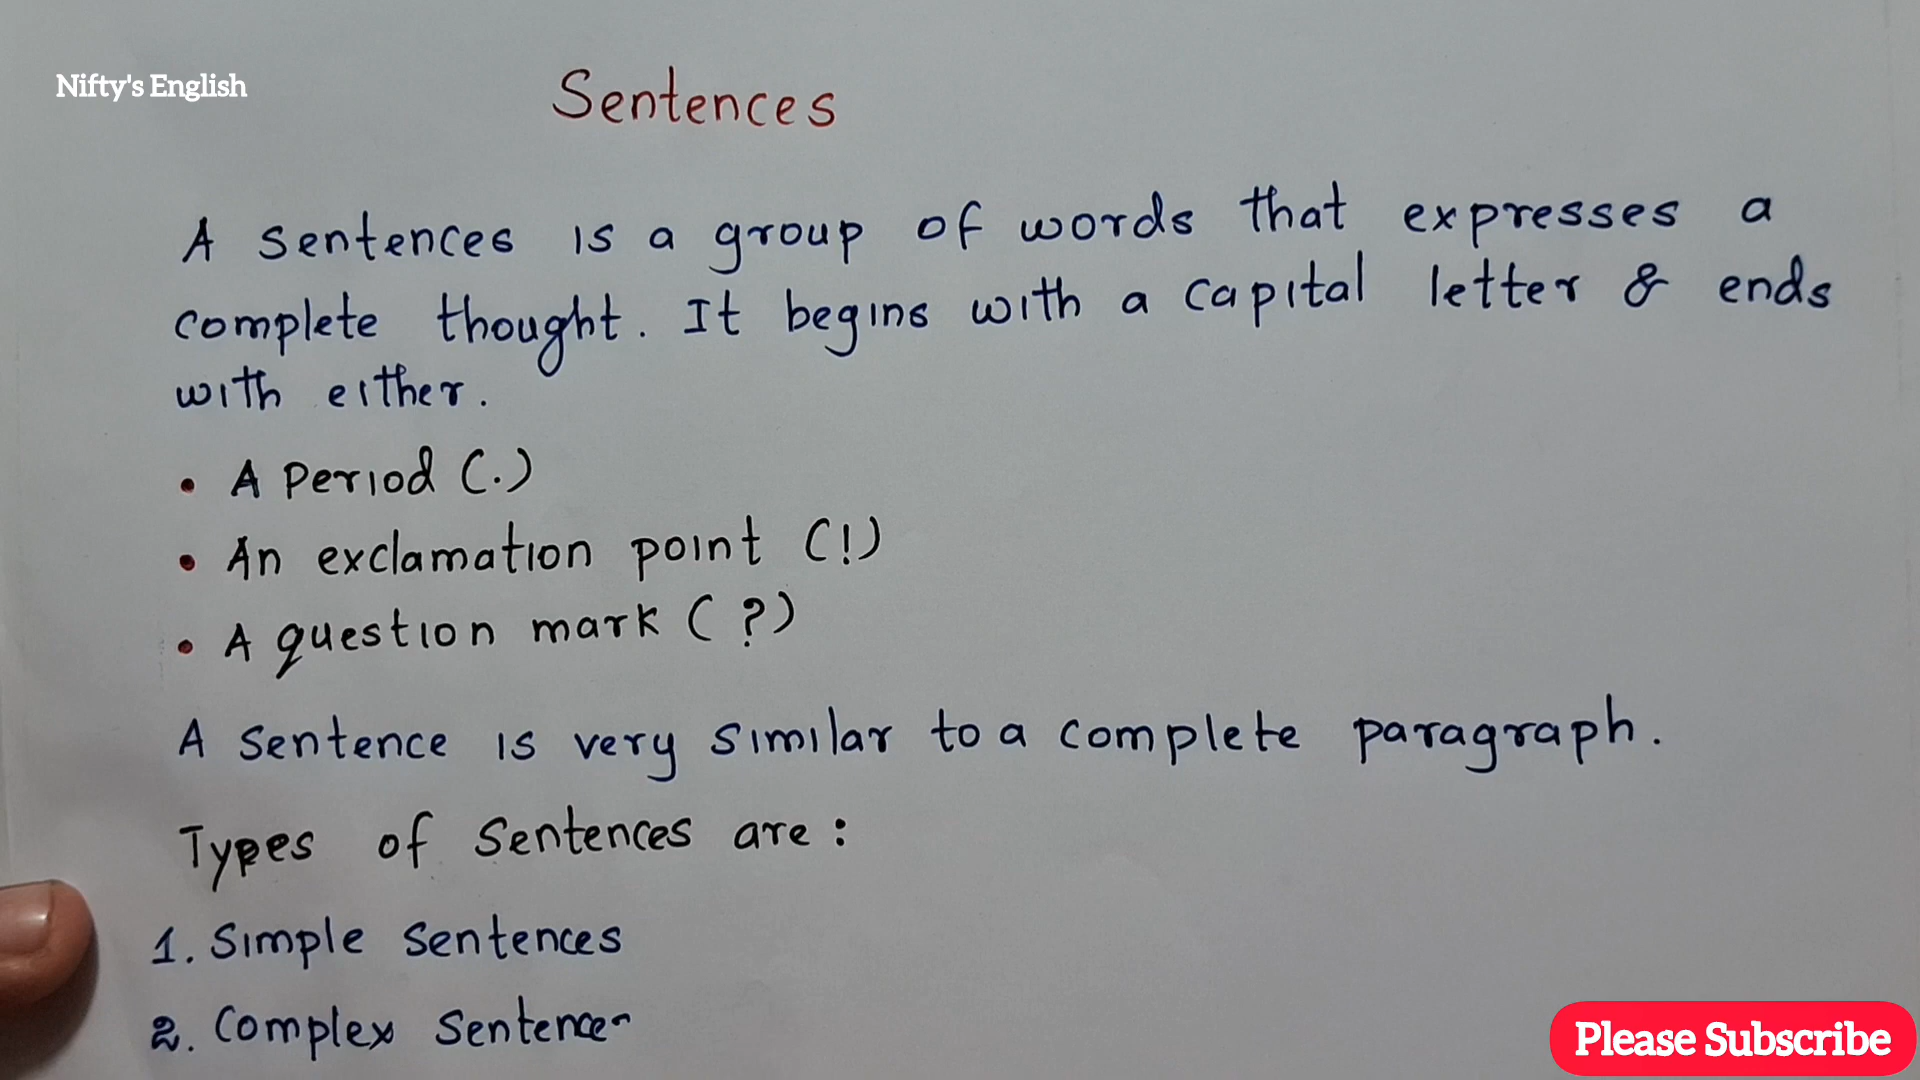 Nifty's English
Sentences
A sentences is a group of words that expresses a
complete thought. It begins with a capital letter & ends
with either.
• A Period (.)
• An exclamation point (!)
• A question mark (?)
A sentence is very similar to a complete paragraph.
Types of Sentences are:
1. Simple Sentences
2. Complex Sentences
Please Subscribe